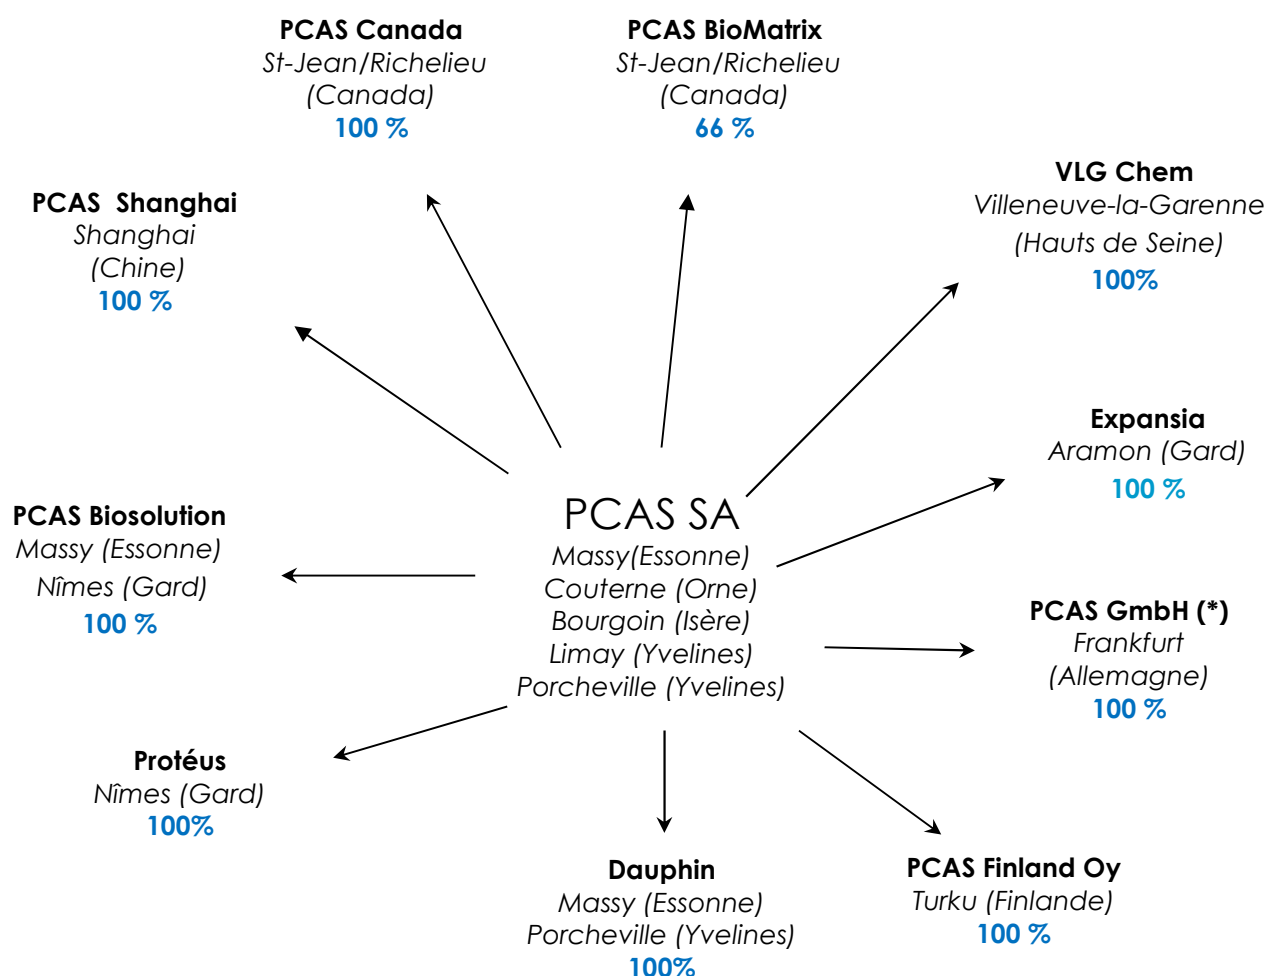 PCAS Canada
St-Jean/Richelieu
(Canada)
100 %
PCAS BioMatrix
St-Jean/Richelieu
(Canada)
66 %
VLG Chem
Villeneuve-la-Garenne
(Hauts de Seine)
100%
PCAS  Shanghai
Shanghai
(Chine)
100 %
Expansia
Aramon (Gard)
100 %
PCAS SA
Massy(Essonne)
Couterne (Orne)
Bourgoin (Isère)
Limay (Yvelines)
Porcheville (Yvelines)
PCAS Biosolution
Massy (Essonne)
Nîmes (Gard)
100 %
PCAS GmbH (*)
Frankfurt
(Allemagne)
100 %
Protéus
Nîmes (Gard)
100%
Dauphin
Massy (Essonne)
Porcheville (Yvelines)
100%
PCAS Finland Oy
Turku (Finlande)
100 %